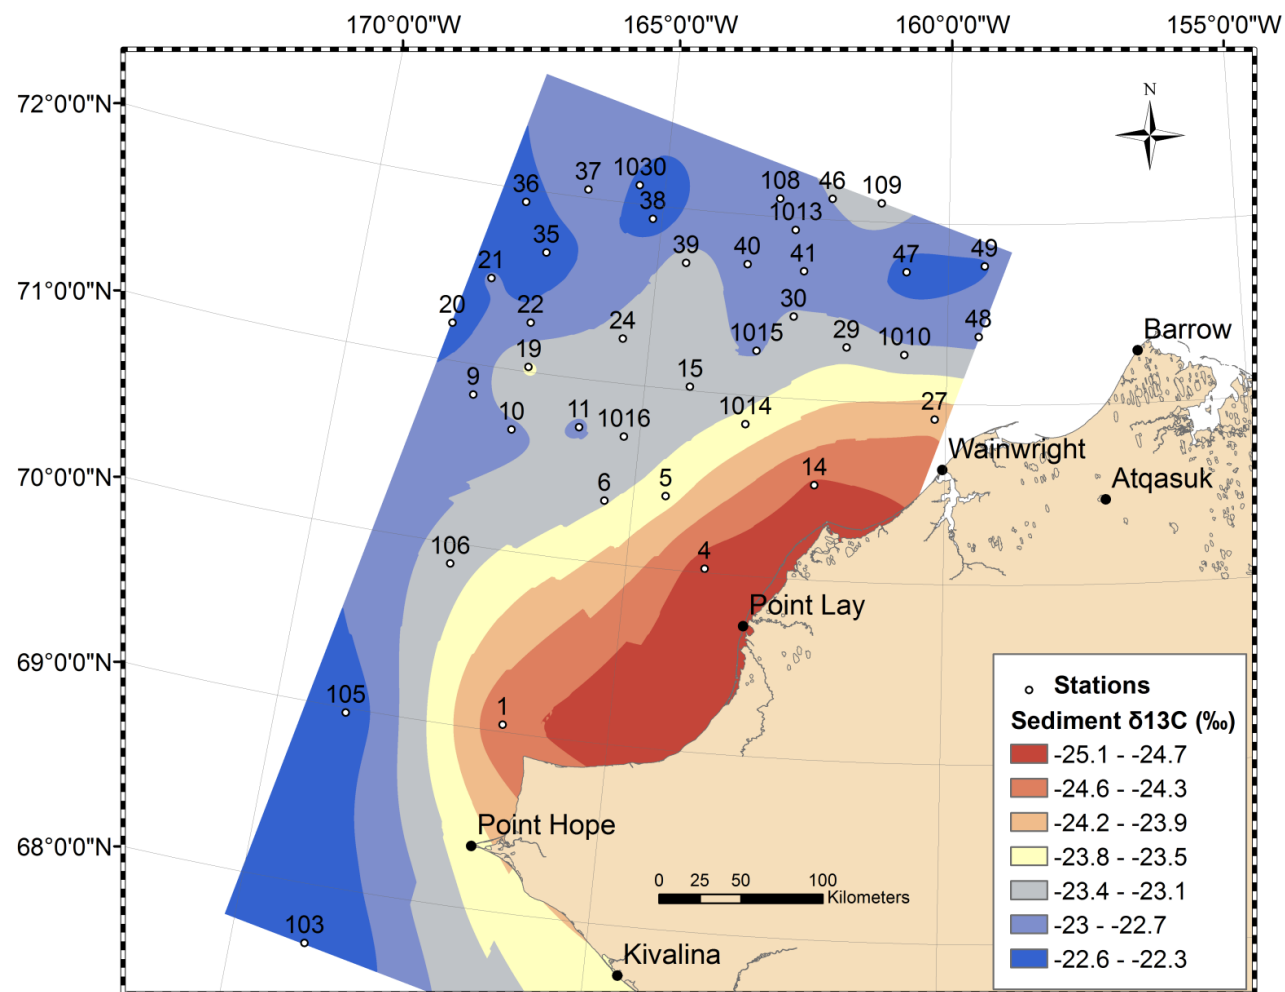 170°0'0"W 165°0'0"W 160°0'0"W 155°0'0"W
72°0'0"N
N
37 1030
36
108 46 109
38
1013
35
39 40 41 47 49
21
20 22 24 30
48
1015 29 1010
19
9 15
10 11 1016 1014 27
71°0'0"N
Barrow
Wainwright
Atqasuk
70°0'0"N
6 5 14
106 4
Point Lay
69°0'0"N
105 1
Stations
Sediment δ13C (‰)
-25.1 - -24.7
-24.6 - -24.3
-24.2 - -23.9
-23.8 - -23.5
-23.4 - -23.1
-23 - -22.7
-22.6 - -22.3
68°0'0"N
Point Hope
0 25 50 100
Kilometers
103
Kivalina